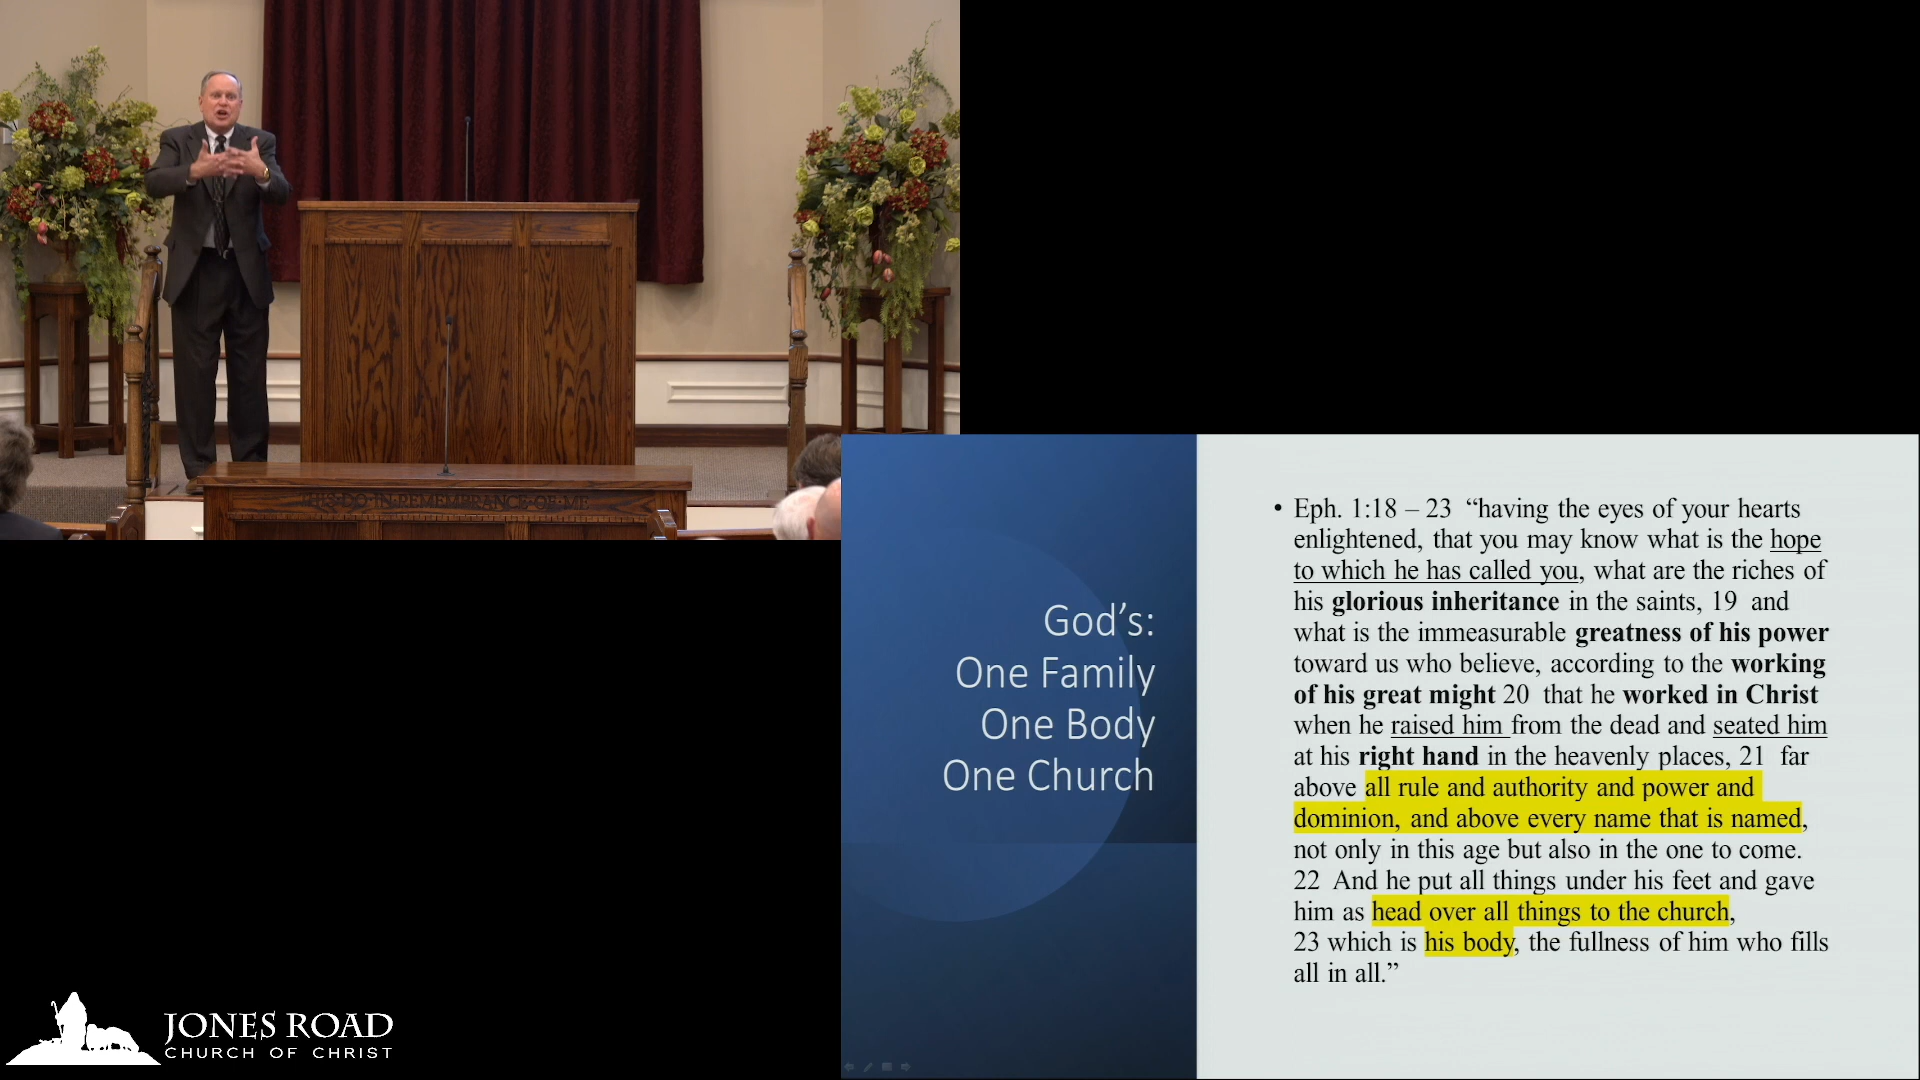 THIS DO IN REMEMBRANCE OF ME
God’s:
One Family
One Body
One Church
• Eph. 1:18 – 23 “having the eyes of your hearts
enlightened, that you may know what is the hope
to which he has called you, what are the riches of
his glorious inheritance in the saints, 19 and
what is the immeasurable greatness of his power
toward us who believe, according to the working
of his great might 20 that he worked in Christ
when he raised him from the dead and seated him
at his right hand in the heavenly places, 21 far
above all rule and authority and power and
dominion, and above every name that is named,
not only in this age but also in the one to come.
22 And he put all things under his feet and gave
him as head over all things to the church,
23 which is his body, the fullness of him who fills
all in all.”
JONES ROAD
CHURCH OF CHRIST